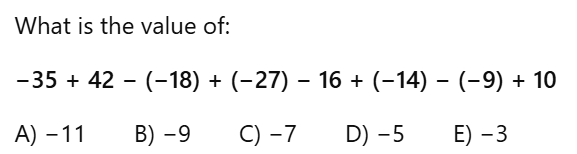 What is the value of:
−35 + 42 − (−18) + (−27) − 16 + (−14) − (−9) + 10
A) −11 B) −9 C) −7 D) −5 E) −3